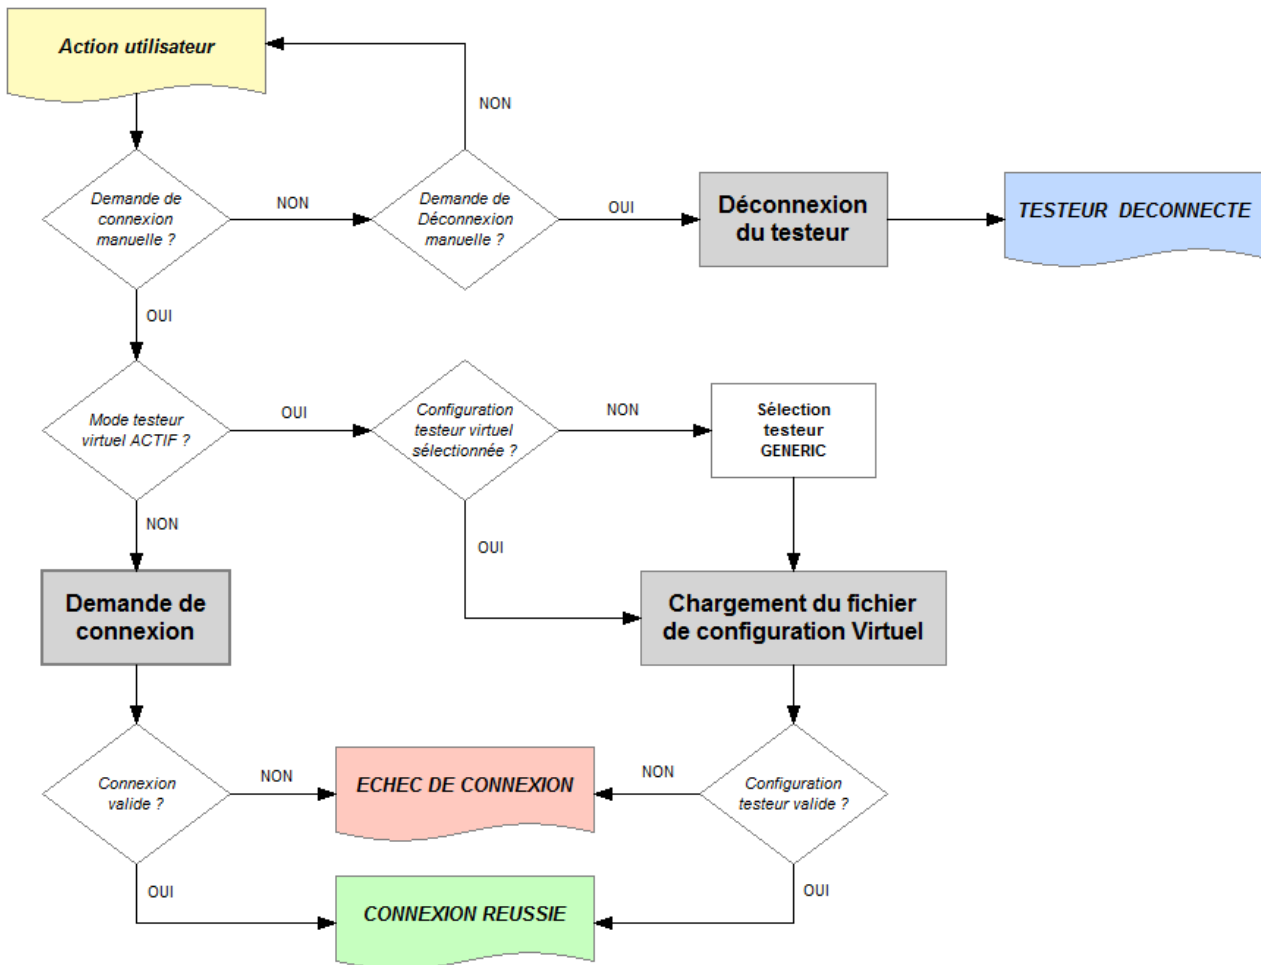 Action utilisateur
NON
Demande de
connexion
manuelle ?
NON
Demande de
Déconnexion
manuelle ?
OUI
Déconnexion
du testeur
TESTEUR DECONNECTE
OUI
Mode testeur
virtuel ACTIF ?
OUI
Configuration
testeur virtuel
sélectionnée ?
NON
Sélection
testeur
GENERIC
NON
OUI
Demande de
connexion
Chargement du fichier
de configuration Virtuel
Connexion
valide ?
NON
ECHEC DE CONNEXION
NON
Configuration
testeur valide ?
OUI
CONNEXION REUSSIE
OUI